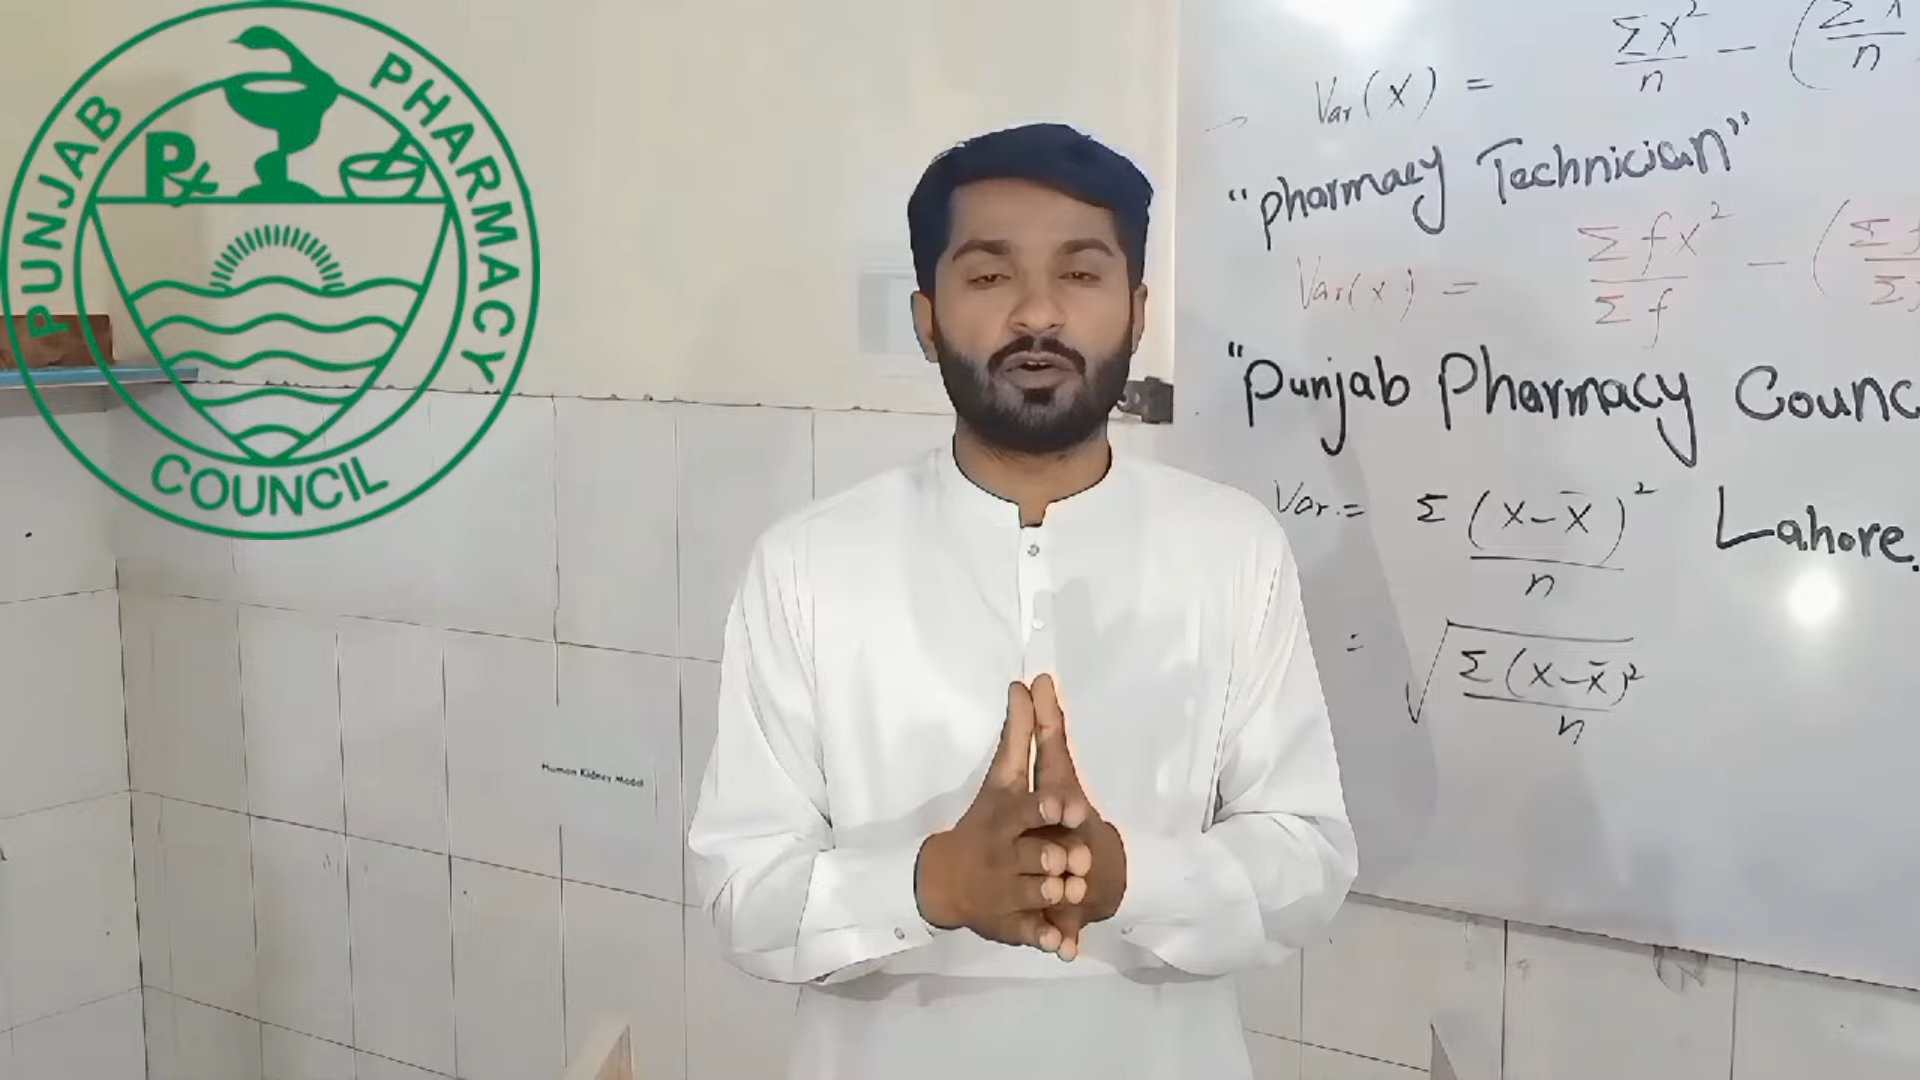 PUNJAB PHARMACY COUNCIL
Rx
Var(x) = Σx² / n - (Σx / n
"Pharmacy Technician"
Var(x) = Σfx² / Σf - (Σf / Σ
"Punjab Pharmacy Counc
Var. = Σ(x-x̄)² / n
Lahore.
= √Σ(x-x̄)² / n
Human Kidney Model